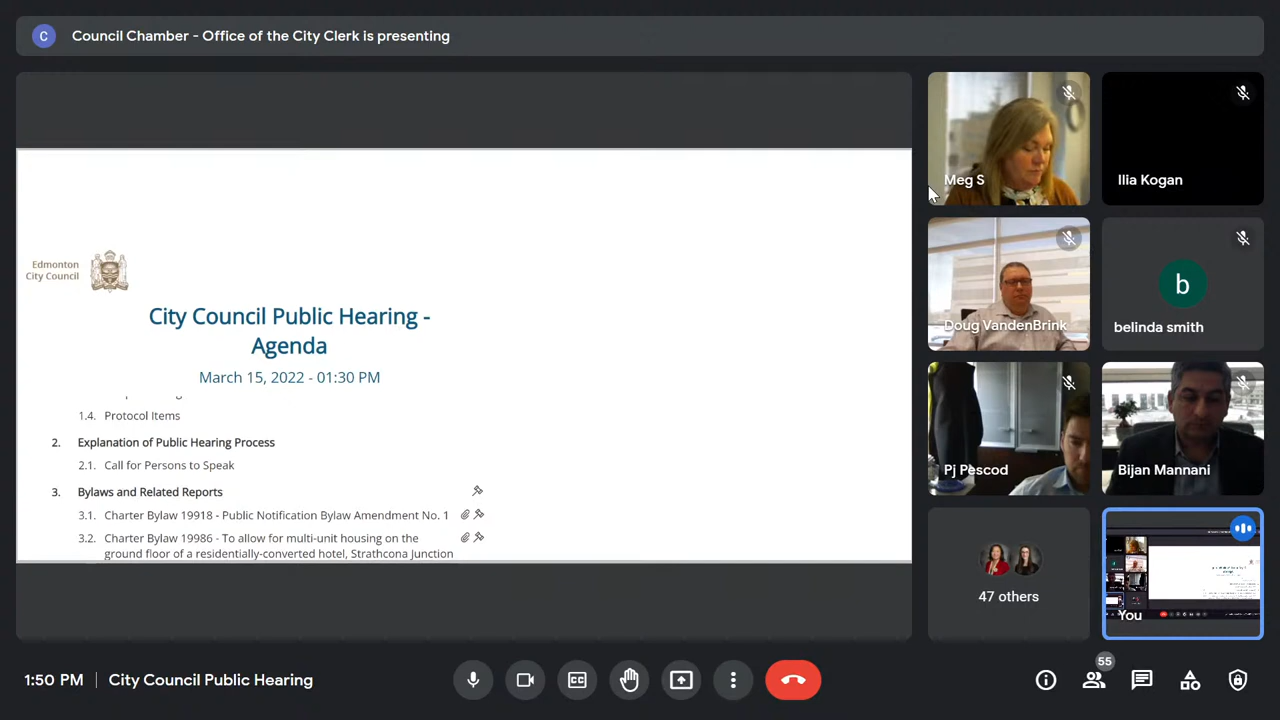 C
Council Chamber - Office of the City Clerk is presenting
Edmonton
City Council
City Council Public Hearing -
Agenda
March 15, 2022 - 01:30 PM
1.4. Protocol Items
2. Explanation of Public Hearing Process
2.1. Call for Persons to Speak
3. Bylaws and Related Reports
3.1. Charter Bylaw 19918 - Public Notification Bylaw Amendment No. 1
3.2. Charter Bylaw 19986 - To allow for multi-unit housing on the
ground floor of a residentially-converted hotel, Strathcona Junction
Meg S
Ilia Kogan
Doug VandenBrink
b
belinda smith
Pj Pescod
Bijan Mannani
47 others
You
1:50 PM | City Council Public Hearing
CC
55